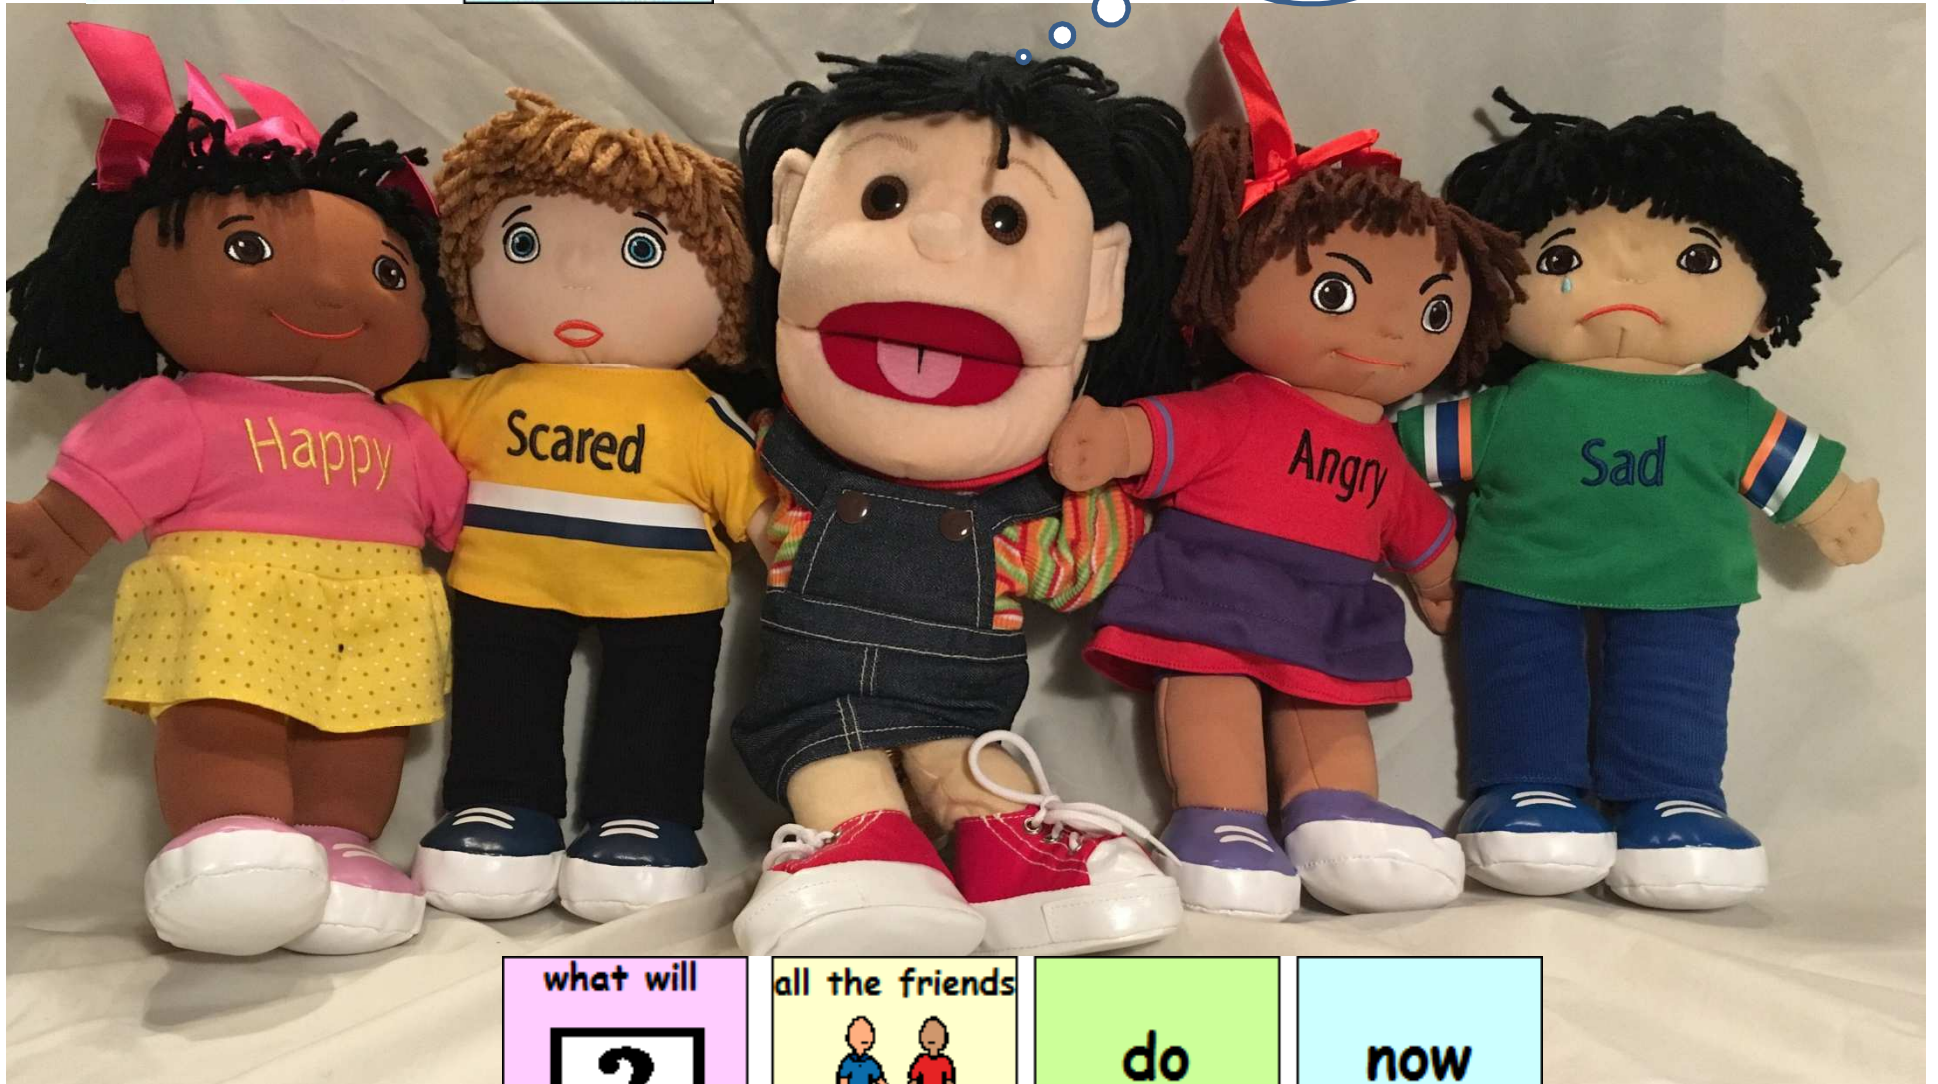 Happy
Scared
Angry
Sad
what will
?
all the friends
do
now